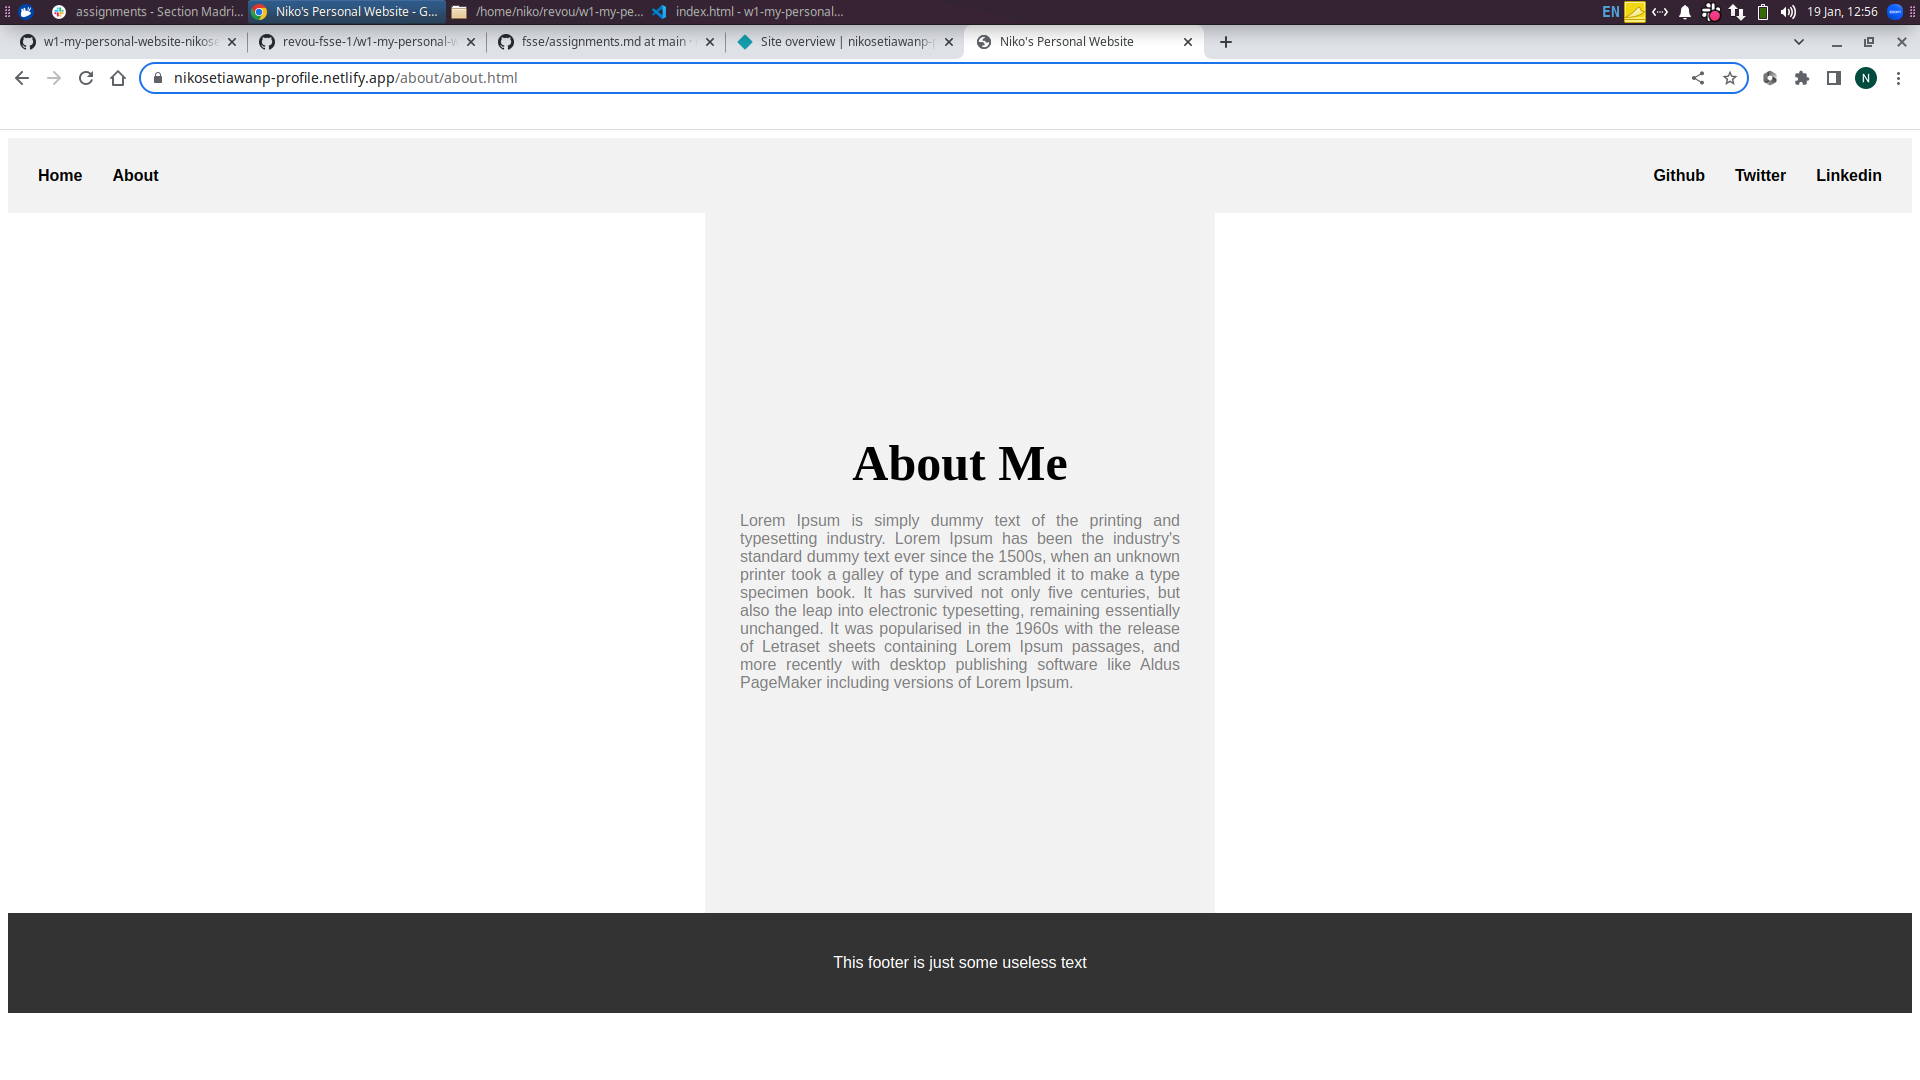 assignments - Section Madri...
Niko's Personal Website - G...
/home/niko/revou/w1-my-pe...
index.html - w1-my-personal...
EN
19 Jan, 12:56
w1-my-personal-website-nikose
revou-fsse-1/w1-my-personal-w
fsse/assignments.md at main ·
Site overview | nikosetiawanp-p
Niko's Personal Website
nikosetiawanp-profile.netlify.app/about/about.html
N
Home
About
Github
Twitter
Linkedin
About Me
Lorem Ipsum is simply dummy text of the printing and
typesetting industry. Lorem Ipsum has been the industry's
standard dummy text ever since the 1500s, when an unknown
printer took a galley of type and scrambled it to make a type
specimen book. It has survived not only five centuries, but
also the leap into electronic typesetting, remaining essentially
unchanged. It was popularised in the 1960s with the release
of Letraset sheets containing Lorem Ipsum passages, and
more recently with desktop publishing software like Aldus
PageMaker including versions of Lorem Ipsum.
This footer is just some useless text